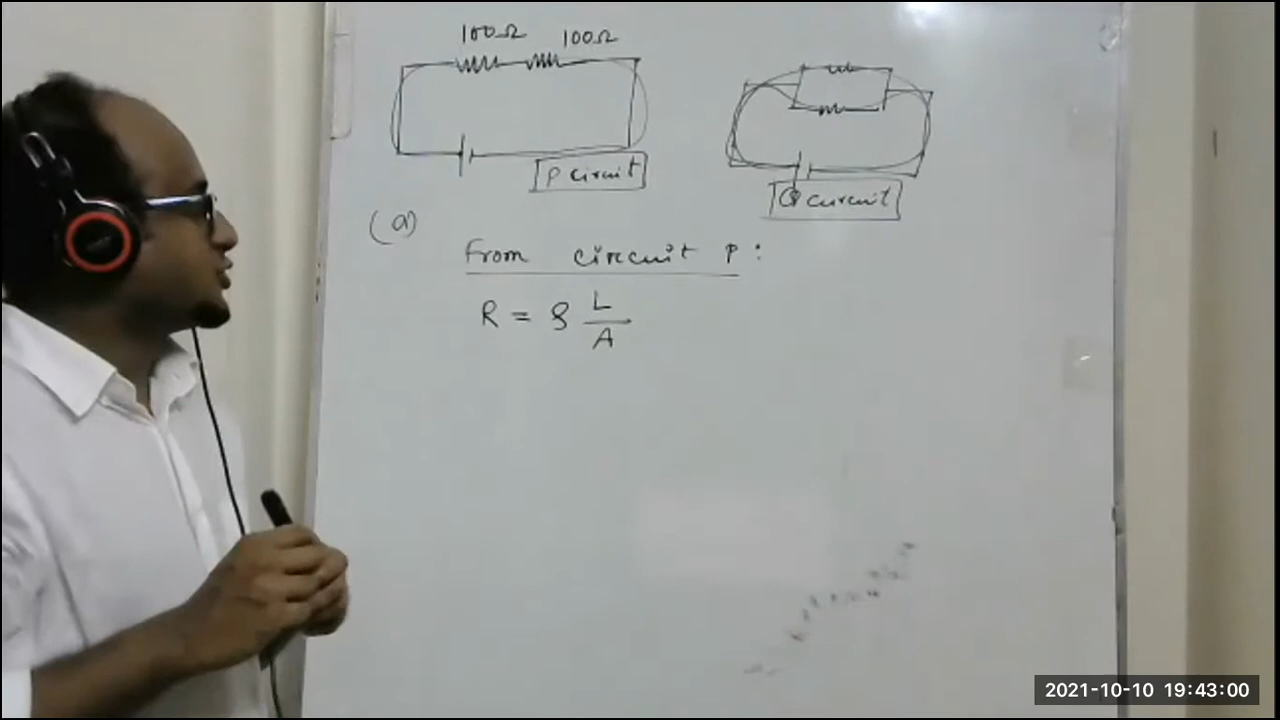 100Ω 100Ω
P circuit
Q circuit
(a)
From circuit P:
R = ρ L
A
2021-10-10 19:43:00